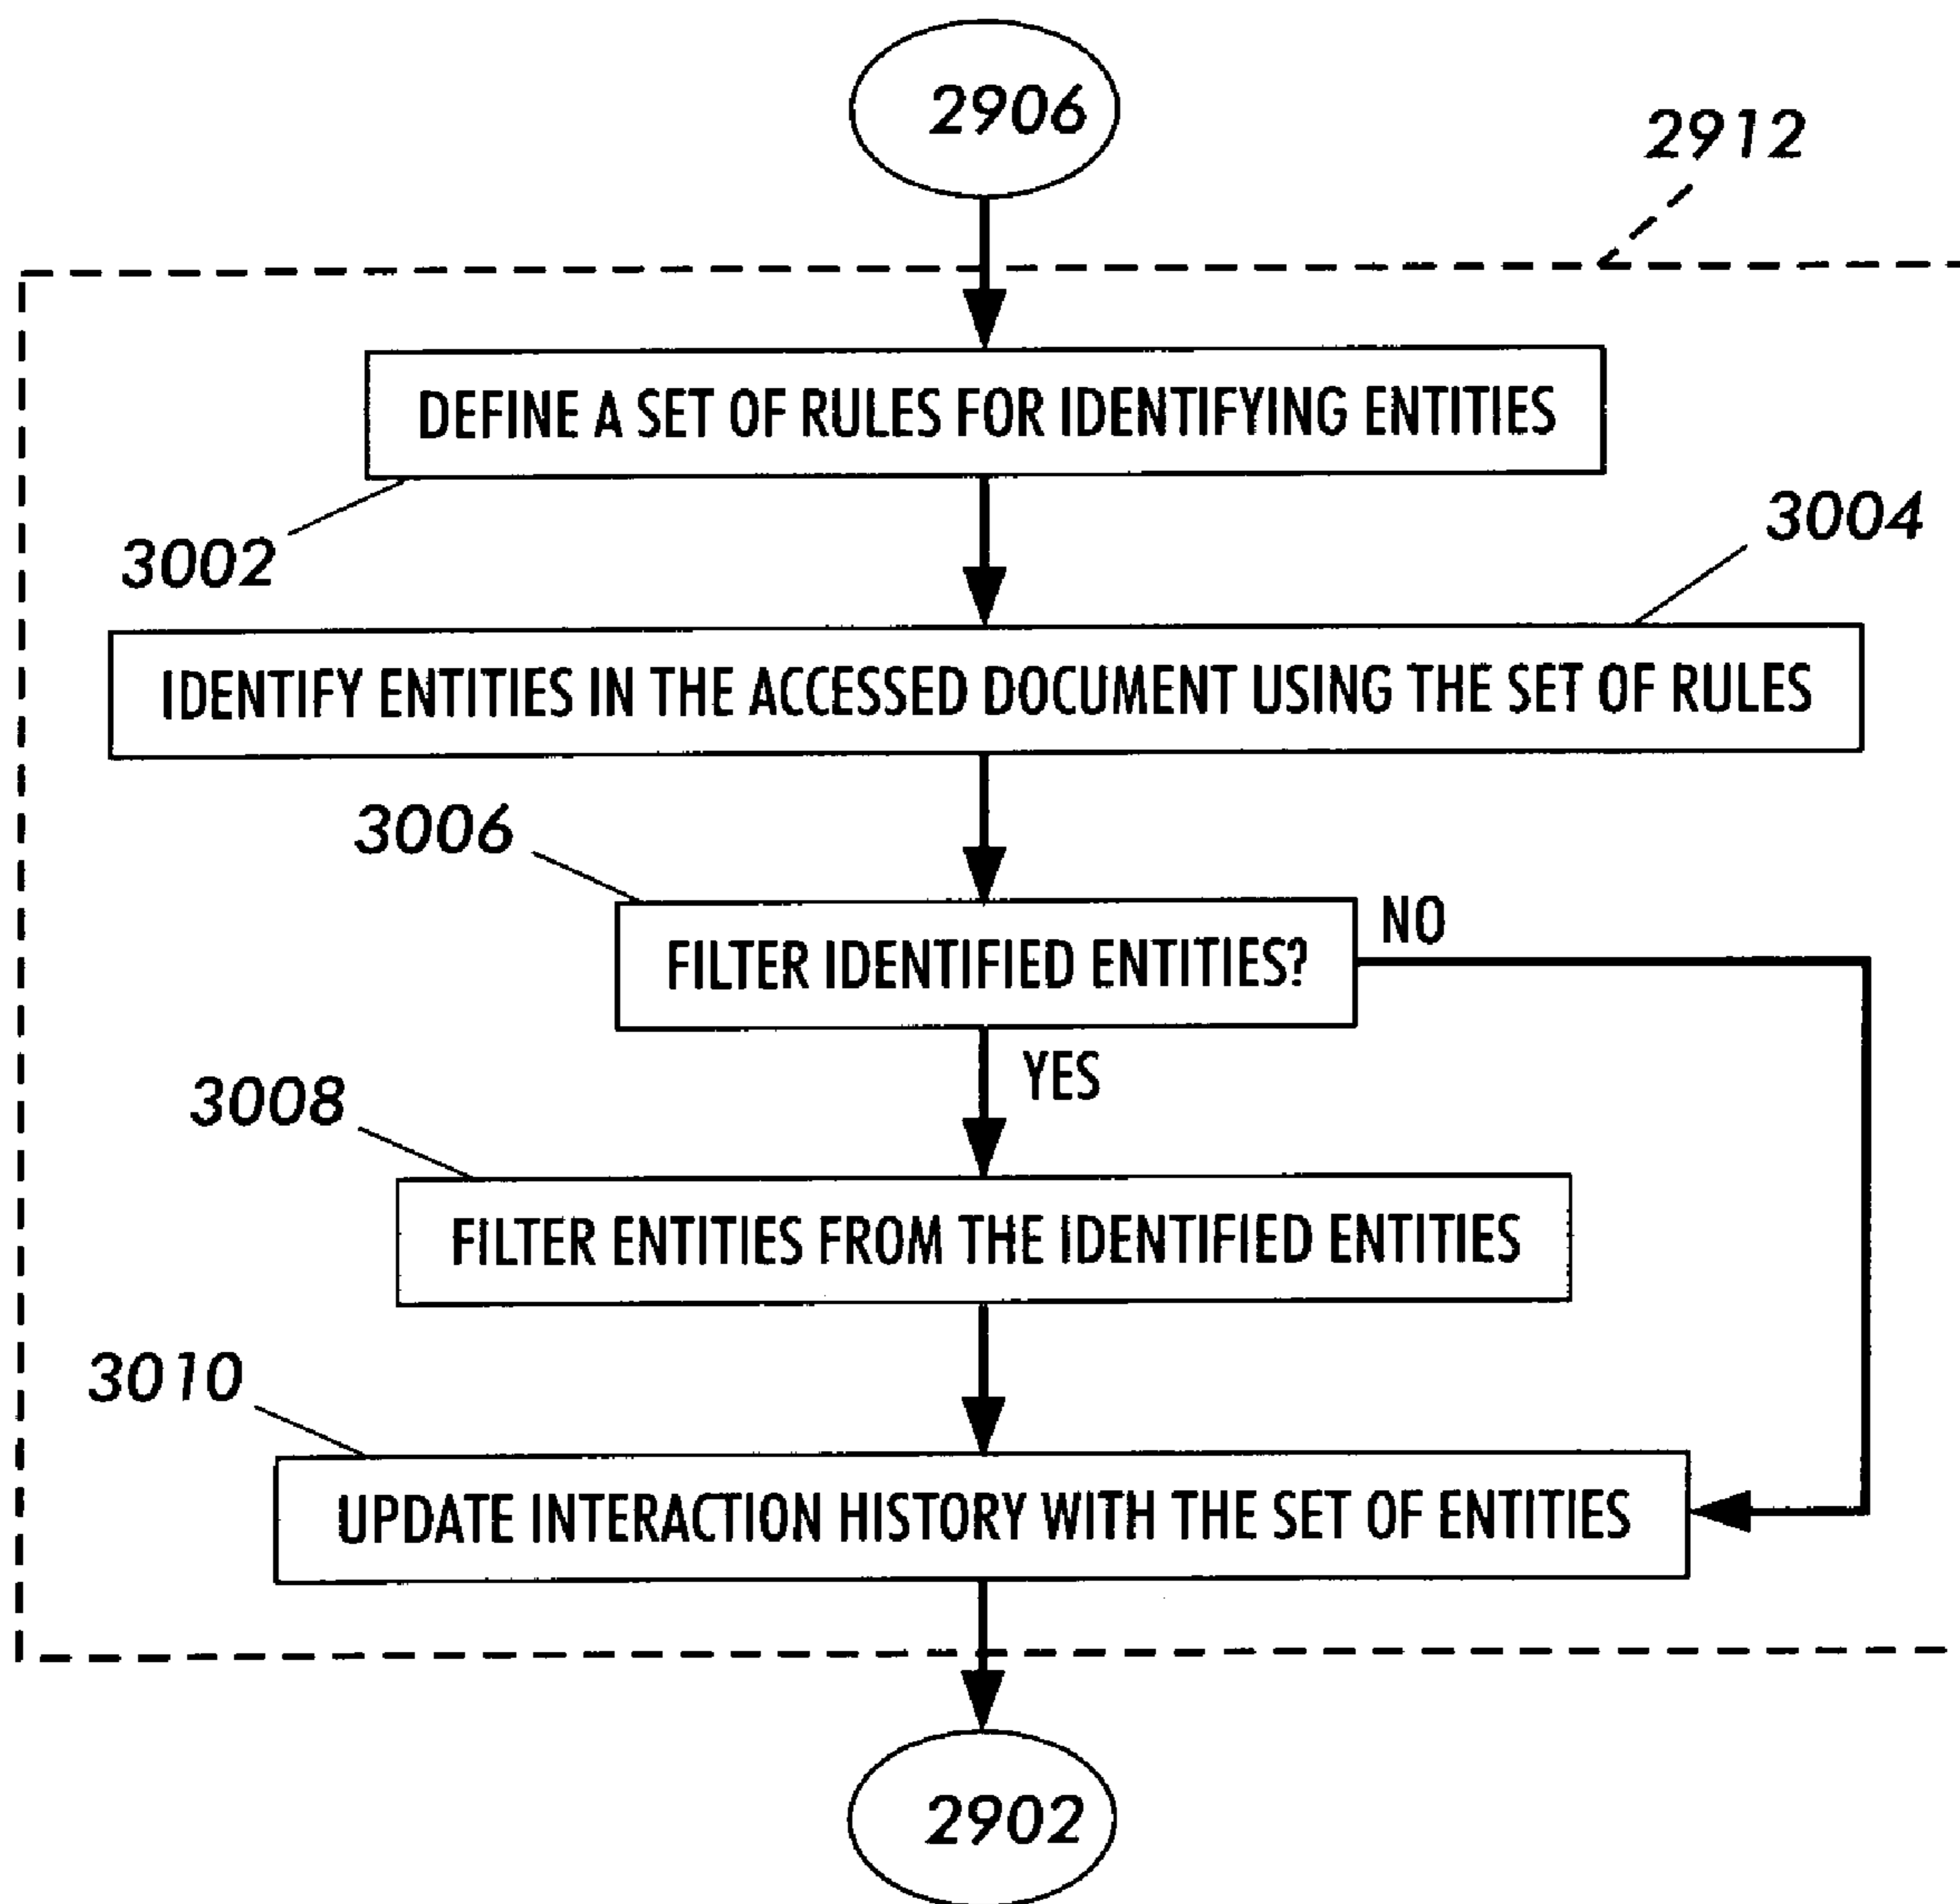 2906
2912
DEFINE A SET OF RULES FOR IDENTIFYING ENTITIES
3002
3004
IDENTIFY ENTITIES IN THE ACCESSED DOCUMENT USING THE SET OF RULES
3006
NO
FILTER IDENTIFIED ENTITIES?
YES
3008
FILTER ENTITIES FROM THE IDENTIFIED ENTITIES
3010
UPDATE INTERACTION HISTORY WITH THE SET OF ENTITIES
2902